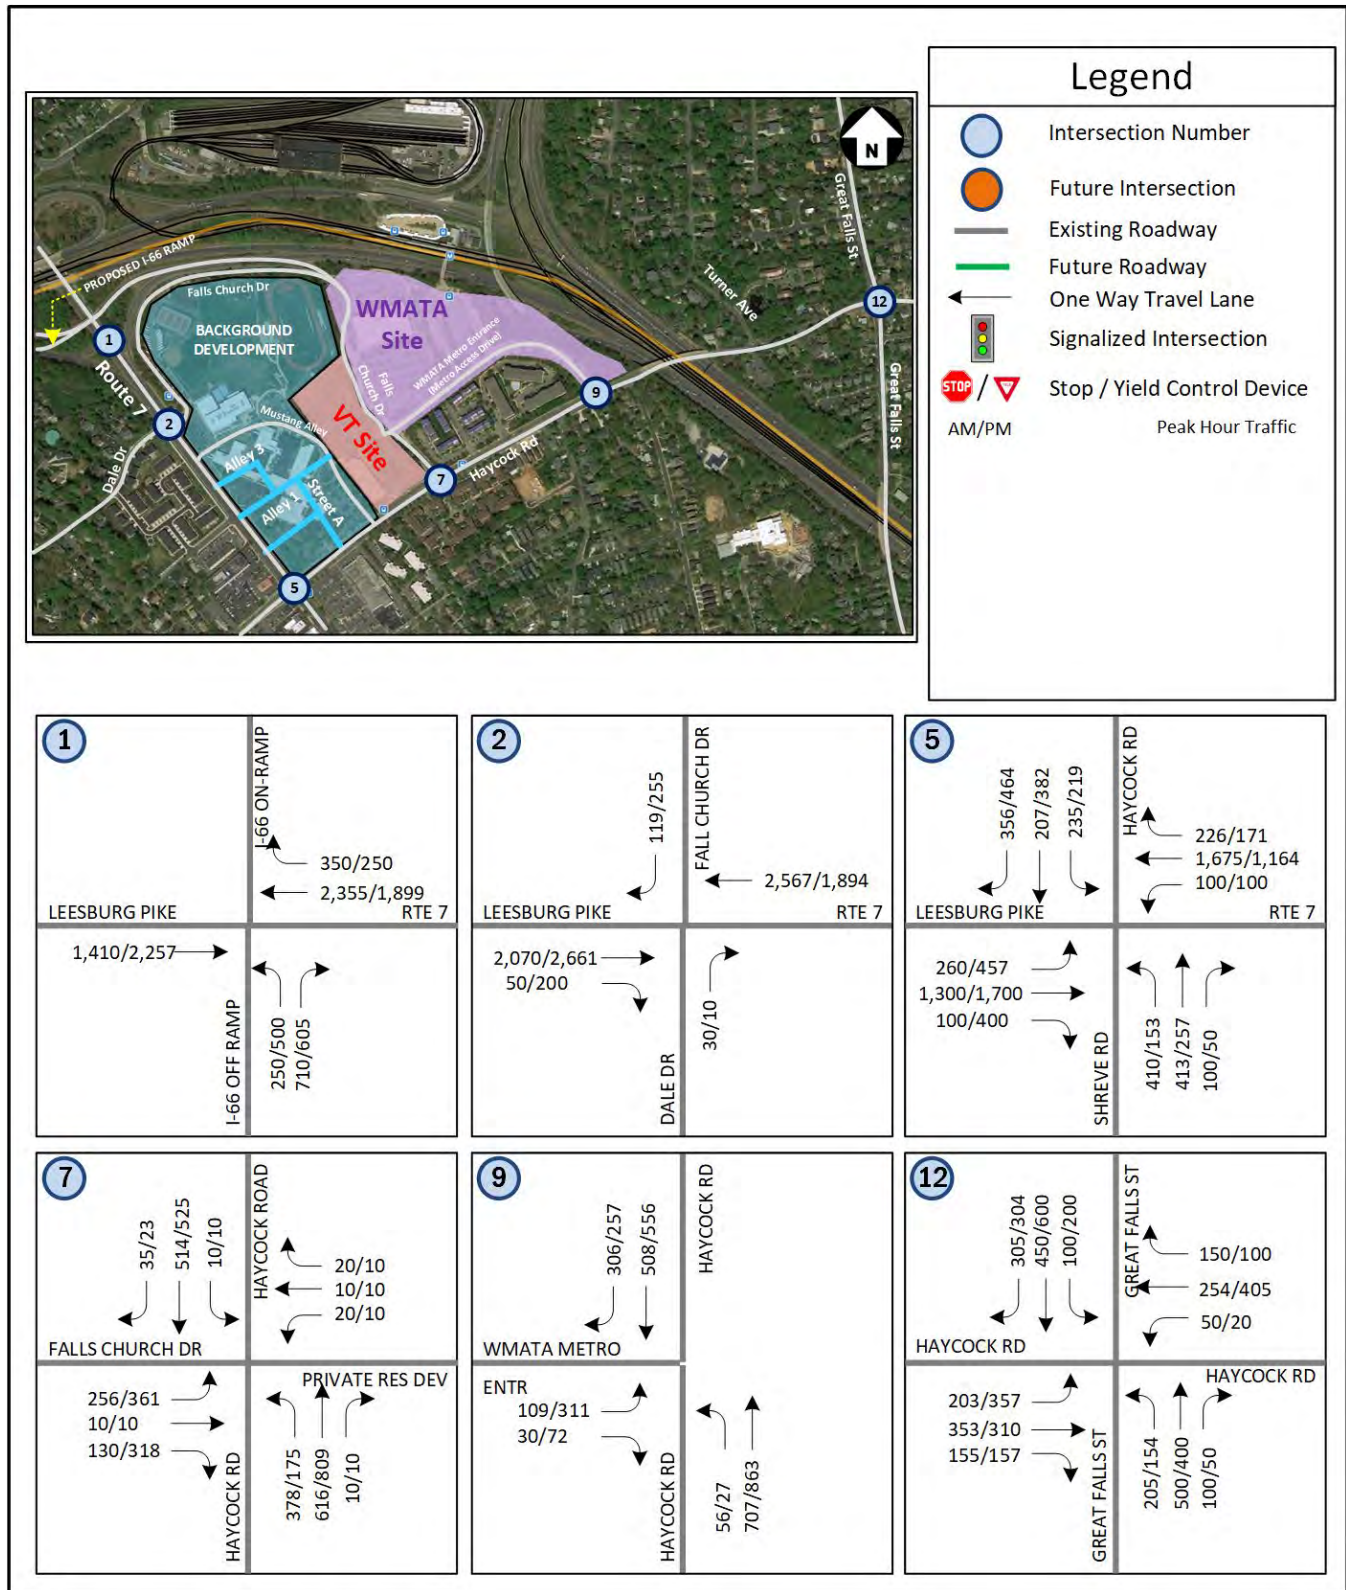 Legend
Intersection Number
Future Intersection
Existing Roadway
Future Roadway
One Way Travel Lane
Signalized Intersection
STOP / Stop / Yield Control Device
AM/PM Peak Hour Traffic
N
PROPOSED I-66 RAMP
Falls Church Dr
BACKGROUND
DEVELOPMENT
WMATA
Site
WMATA Metro Entrance
(Metro Access Drive)
Falls
Church Dr
Mustang Alley
VT Site
Alley 3
Alley 1
Street A
Route 7
Dale Dr
Haycock Rd
Turner Ave
Great Falls St
Great Falls St
1
2
5
7
9
12
1
I-66 ON-RAMP
350/250
2,355/1,899
LEESBURG PIKE
RTE 7
1,410/2,257
I-66 OFF RAMP
250/500
710/605
2
119/255
FALL CHURCH DR
2,567/1,894
LEESBURG PIKE
RTE 7
2,070/2,661
50/200
DALE DR
30/10
5
356/464
207/382
235/219
HAYCOCK RD
226/171
1,675/1,164
100/100
LEESBURG PIKE
RTE 7
260/457
1,300/1,700
100/400
SHREVE RD
410/153
413/257
100/50
7
35/23
514/525
10/10
HAYCOCK ROAD
20/10
10/10
20/10
FALLS CHURCH DR
PRIVATE RES DEV
256/361
10/10
130/318
HAYCOCK RD
378/175
616/809
10/10
9
306/257
508/556
HAYCOCK RD
WMATA METRO
ENTR
109/311
30/72
HAYCOCK RD
56/27
707/863
12
305/304
450/600
100/200
GREAT FALLS ST
150/100
254/405
50/20
HAYCOCK RD
HAYCOCK RD
203/357
353/310
155/157
GREAT FALLS ST
205/154
500/400
100/50